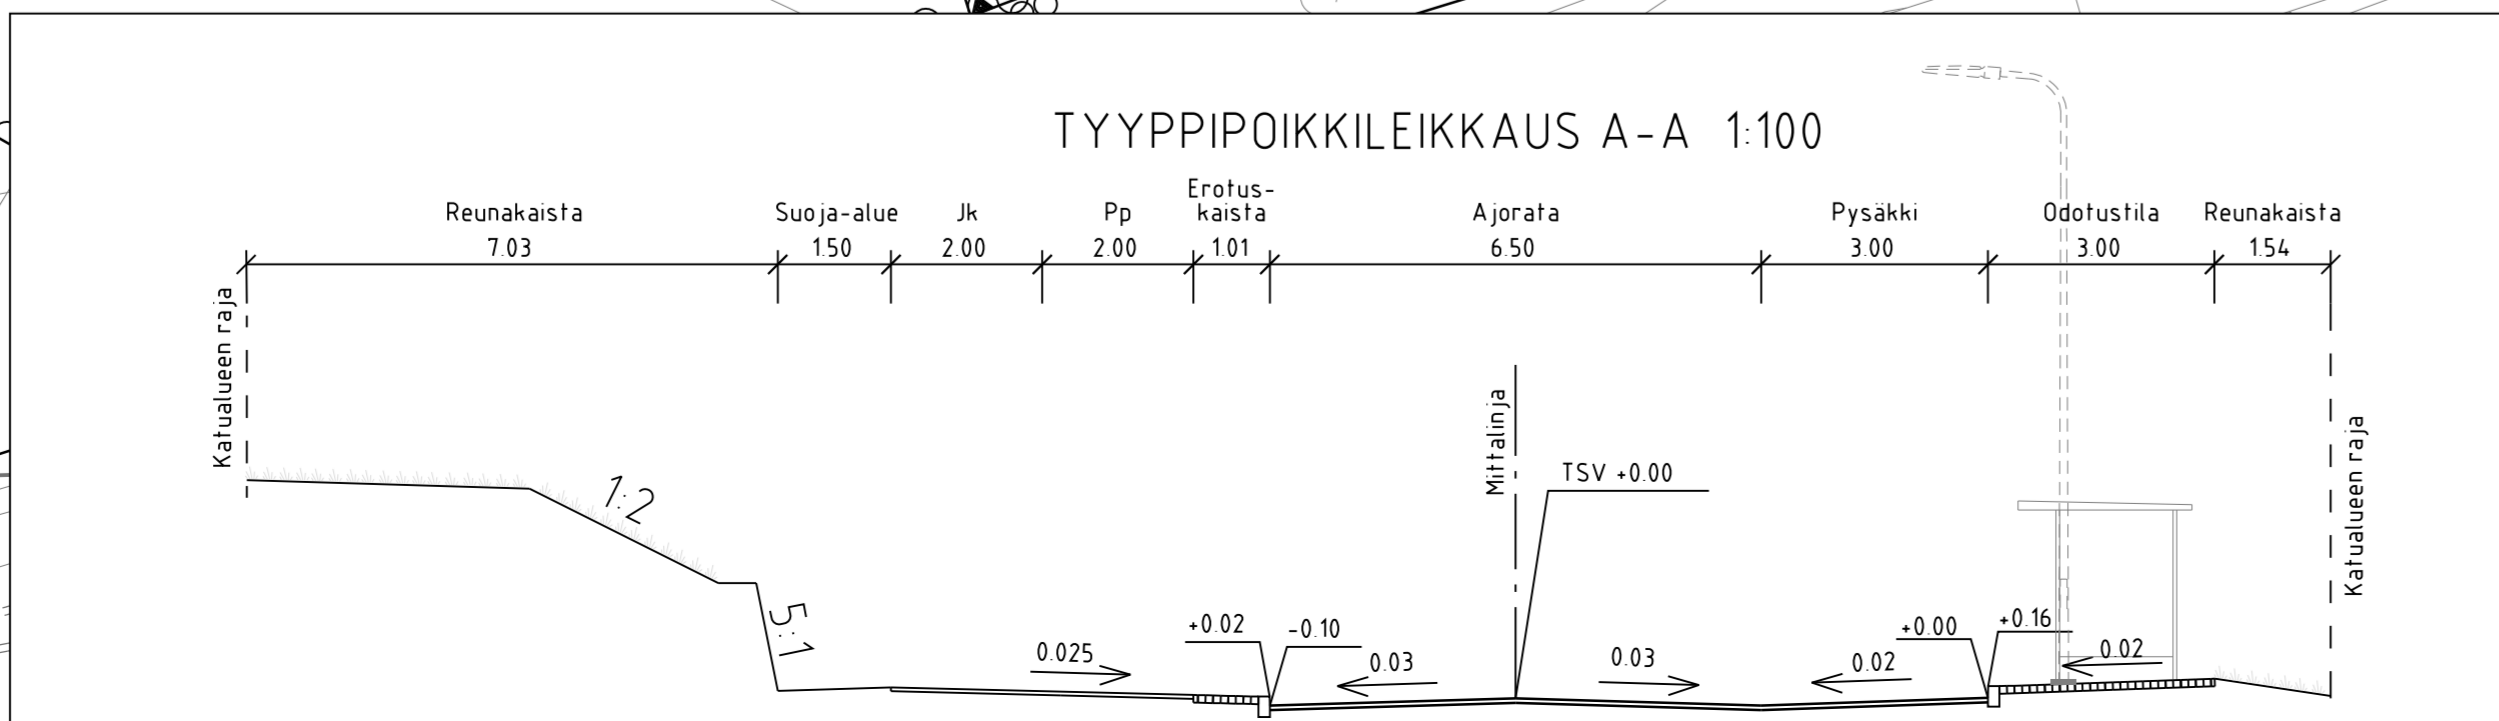 TYYPPIPOIKKILEIKKAUS A-A 1:100
Reunakaista
7.03
Suoja-alue
1.50
Jk
2.00
Pp
2.00
Erotus-
kaista
1.01
Ajorata
6.50
Pysäkki
3.00
Odotustila
3.00
Reunakaista
1.54
Katualueen raja
1:2
5:1
0.025
+0.02
-0.10
0.03
Mittalinja
TSV +0.00
0.03
0.02
+0.00
+0.16
0.02
Katualueen raja